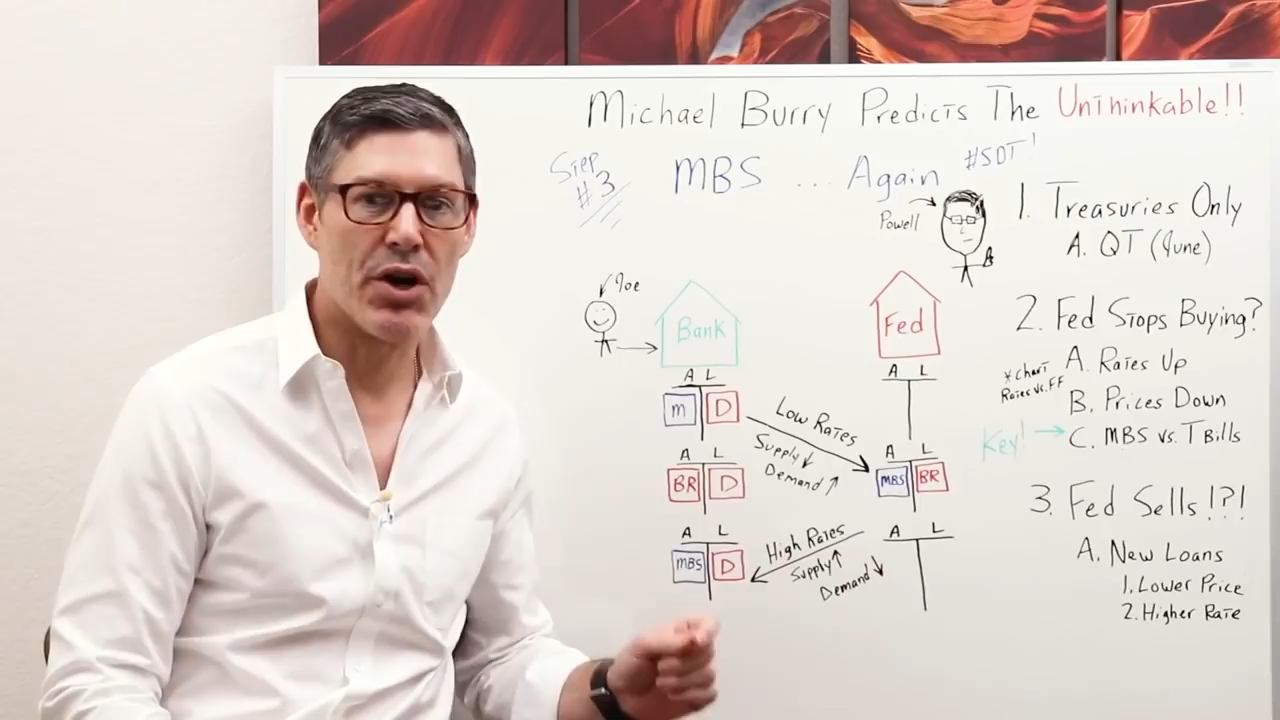 Michael Burry Predicts The Unthinkable!!
Step
#3
MBS ... Again
#SDT!
Powell
1. Treasuries Only
A. QT (June)
Joe
Bank
Fed
2. Fed Stops Buying?
A. Rates Up
*Chart
Rates vs. FF
B. Prices Down
Key!
C. MBS vs. T Bills
3. Fed Sells!?!
A. New Loans
1. Lower Price
2. Higher Rate
A L
M D
A L
BR D
A L
MBS D
Low Rates
Supply
Demand
High Rates
Supply
Demand
A L
A L
MBS BR
A L